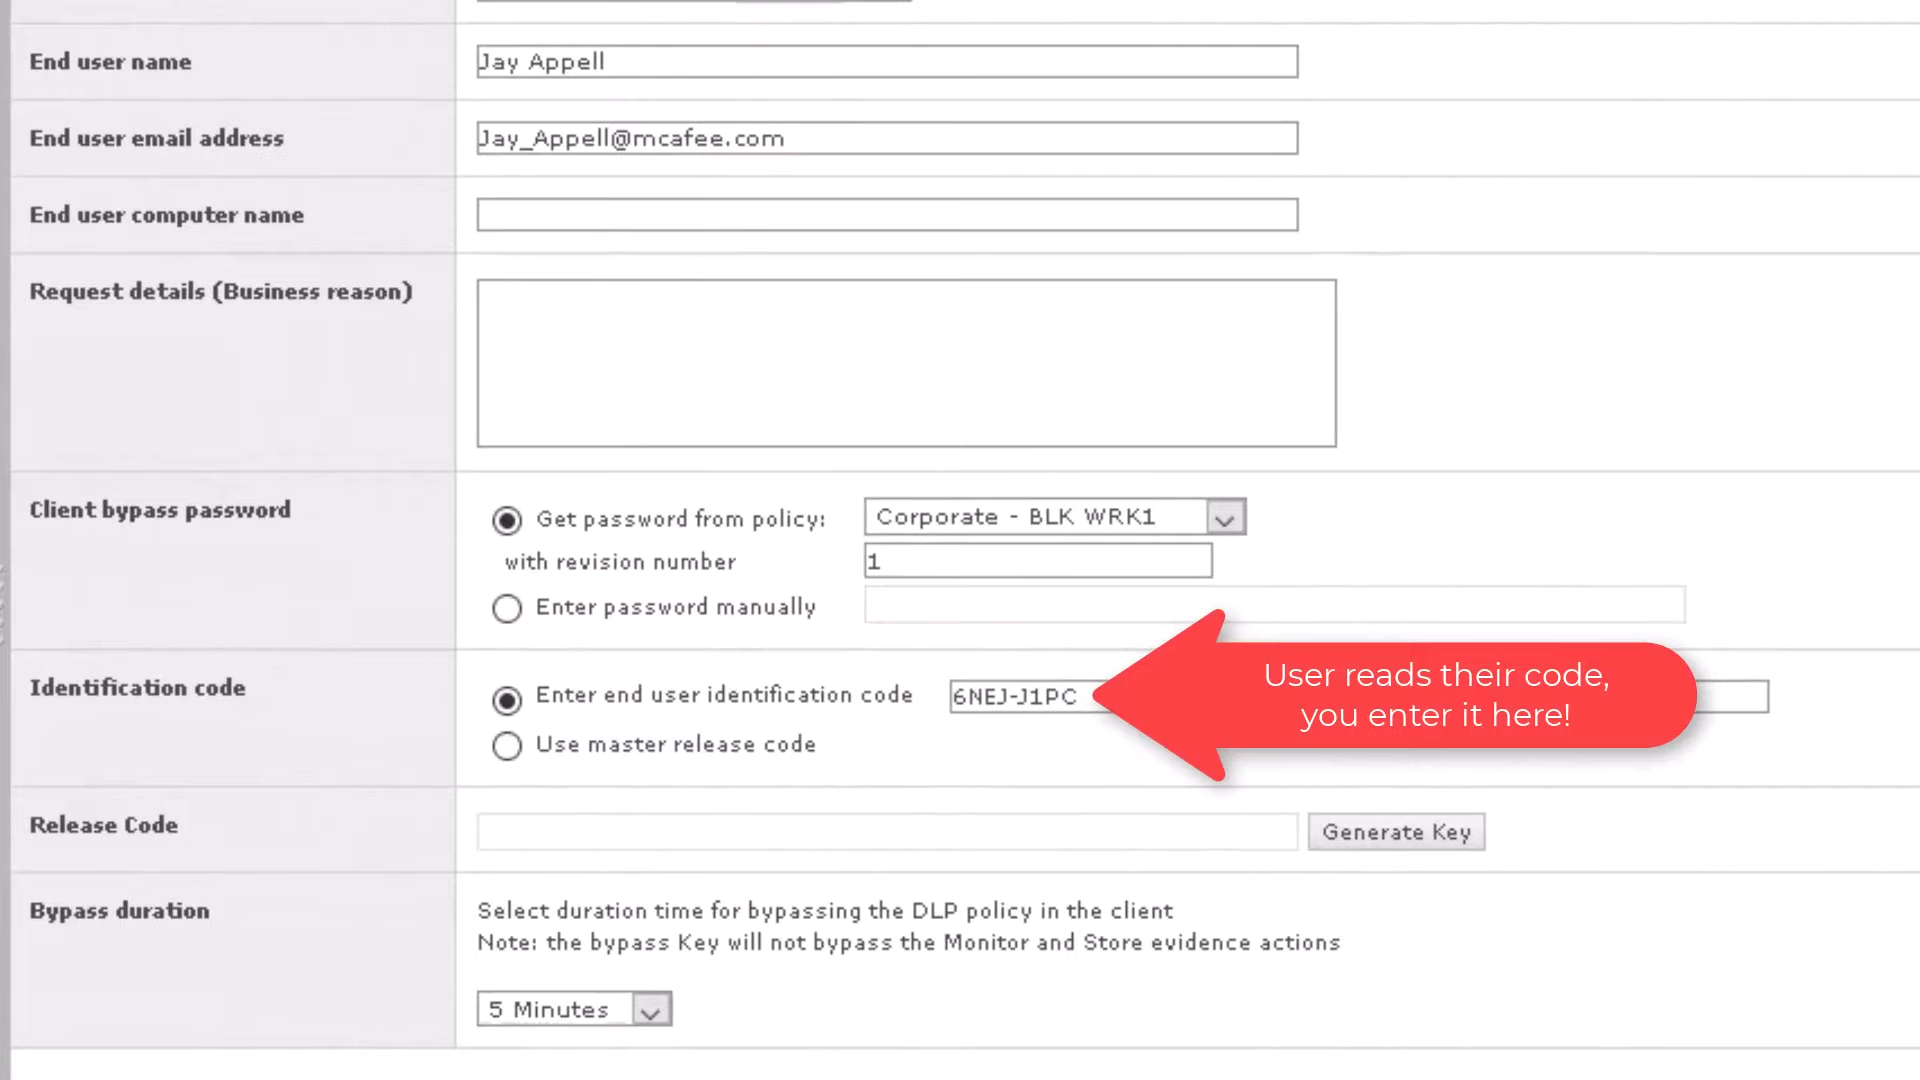 End user name
Jay Appell
End user email address
Jay_Appell@mcafee.com
End user computer name
Request details (Business reason)
Client bypass password
Get password from policy:
Corporate - BLK WRK1
with revision number
1
Enter password manually
Identification code
Enter end user identification code
6NEJ-J1PC
User reads their code,
you enter it here!
Use master release code
Release Code
Generate Key
Bypass duration
Select duration time for bypassing the DLP policy in the client
Note: the bypass Key will not bypass the Monitor and Store evidence actions
5 Minutes